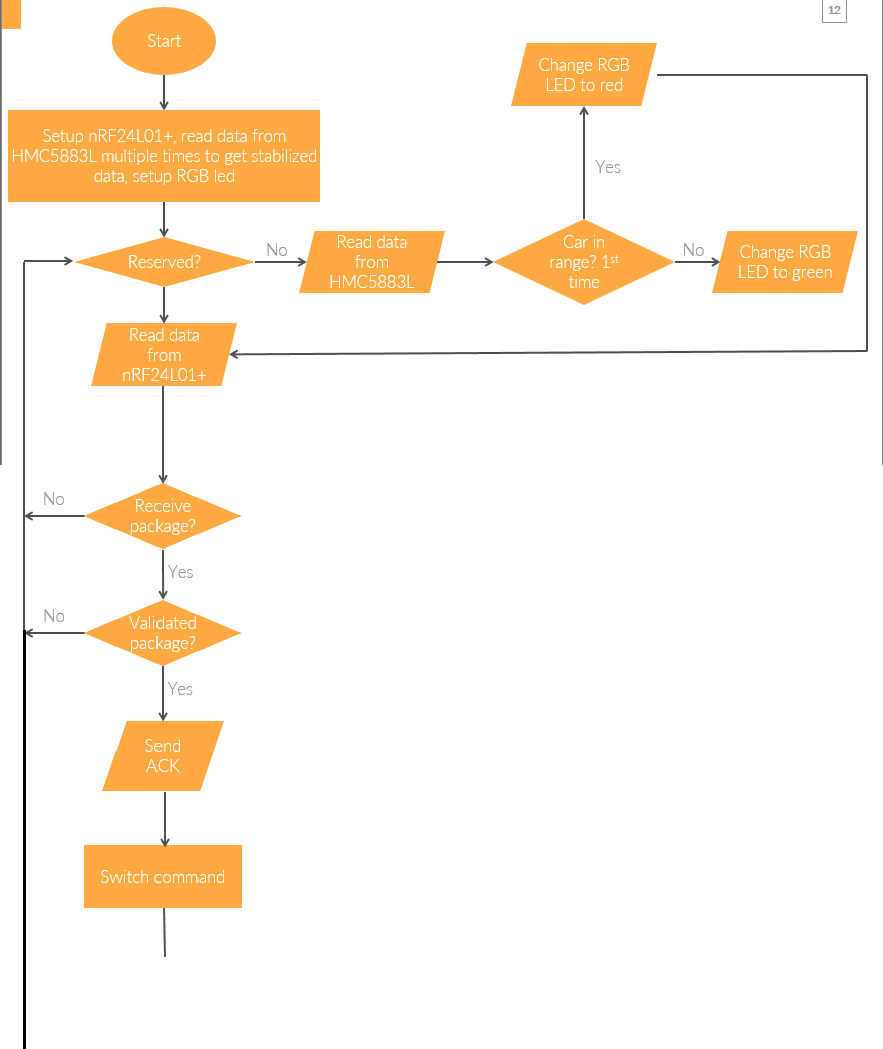 12
Start
Setup nRF24L01+, read data from
HMC5883L multiple times to get stabilized
data, setup RGB led
Reserved?
No
Read data
from
HMC5883L
Car in
range? 1st
time
Yes
Change RGB
LED to red
No
Change RGB
LED to green
Read data
from
nRF24L01+
Receive
package?
No
Yes
Validated
package?
No
Yes
Send
ACK
Switch command